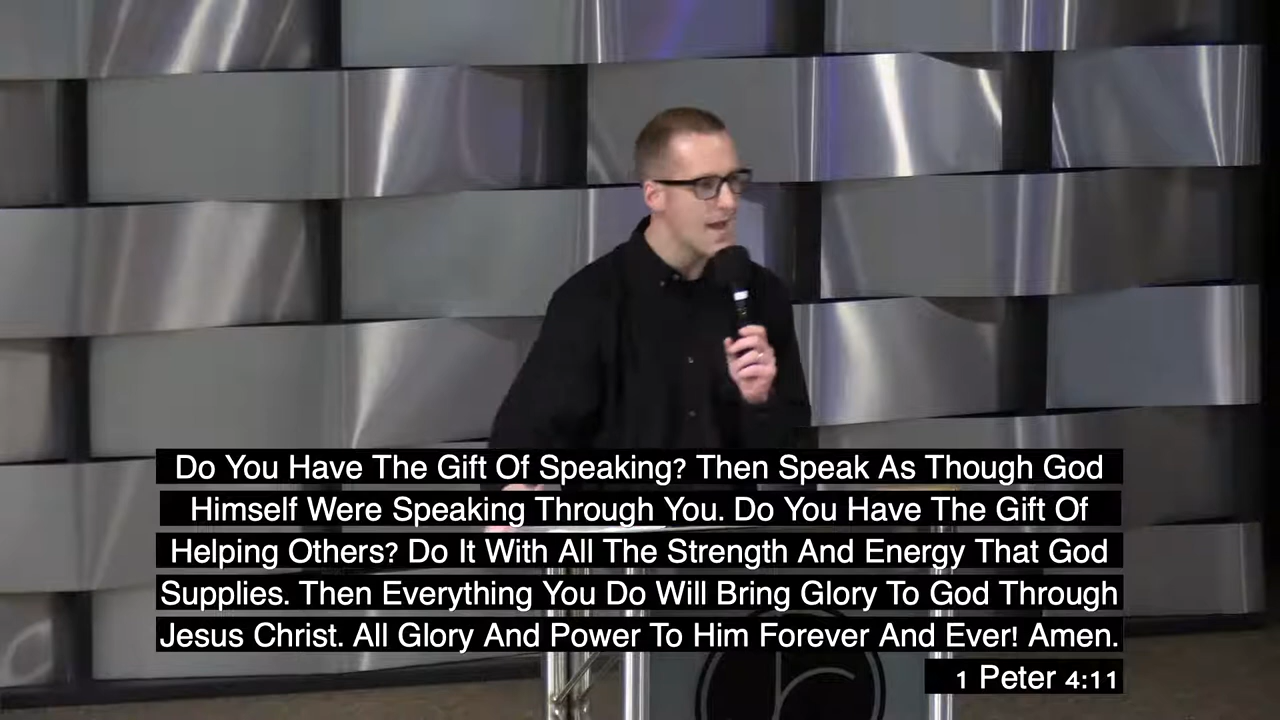 Do You Have The Gift Of Speaking? Then Speak As Though God
Himself Were Speaking Through You. Do You Have The Gift Of
Helping Others? Do It With All The Strength And Energy That God
Supplies. Then Everything You Do Will Bring Glory To God Through
Jesus Christ. All Glory And Power To Him Forever And Ever! Amen.
1 Peter 4:11
r